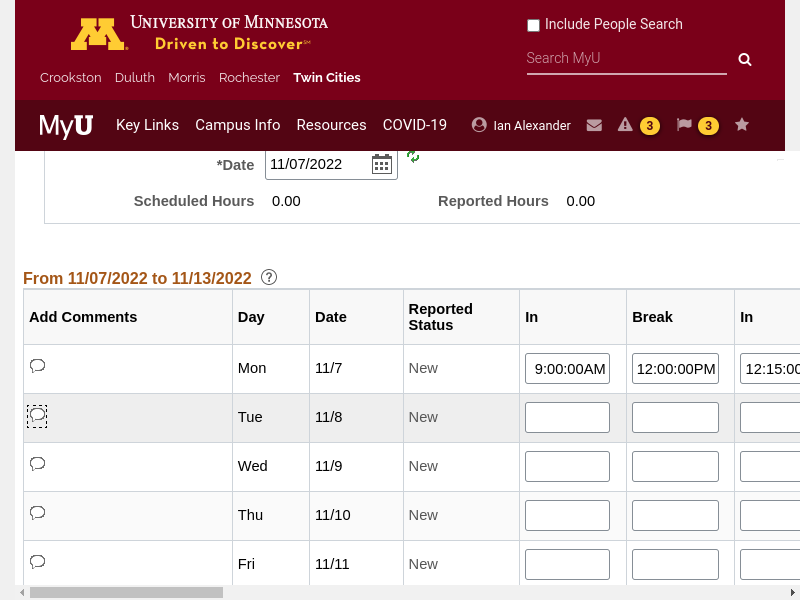 UNIVERSITY OF MINNESOTA
Driven to Discover℠
Include People Search
Search MyU
Crookston Duluth Morris Rochester Twin Cities
MyU Key Links Campus Info Resources COVID-19 Ian Alexander 3 3
*Date 11/07/2022
Scheduled Hours 0.00 Reported Hours 0.00
From 11/07/2022 to 11/13/2022 ?
Add Comments Day Date Reported Status In Break In
Mon 11/7 New 9:00:00AM 12:00:00PM 12:15:00
Tue 11/8 New
Wed 11/9 New
Thu 11/10 New
Fri 11/11 New